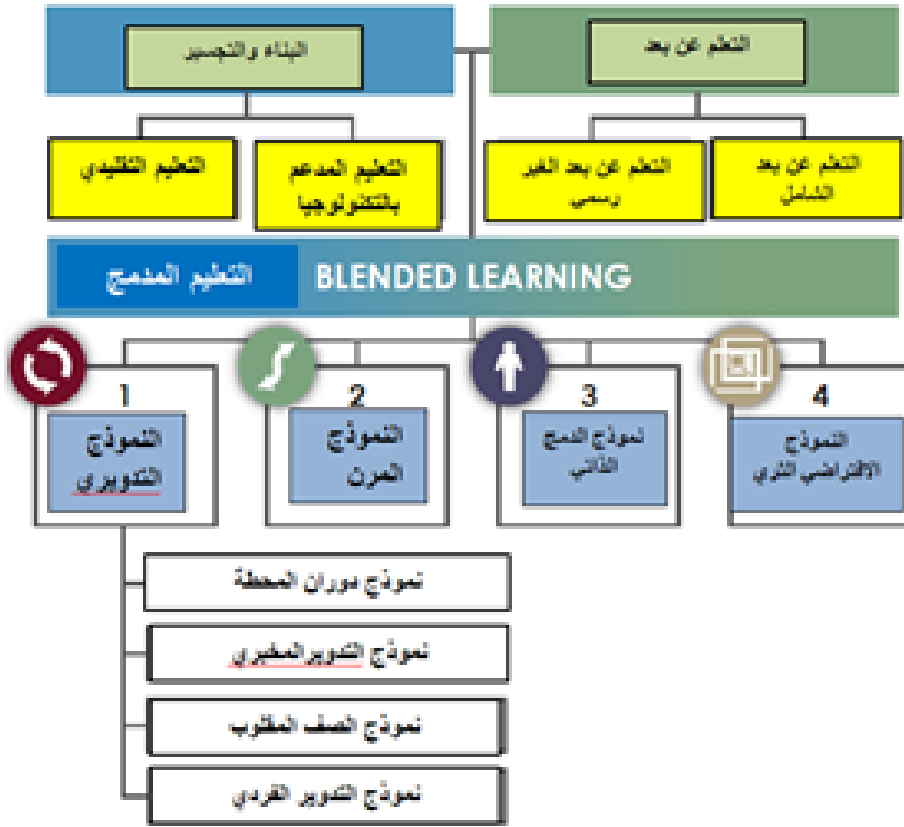 التعلم عن بعد
البناء والتجسير
التعلم عن بعد
الشامل
التعلم عن بعد الغير
رسمي
التعليم المدعم
بالتكنولوجيا
التعليم التقليدي
التعليم المدمج BLENDED LEARNING
1
النموذج
التدويري
2
النموذج
المرن
3
نموذج الدمج
الذاتي
4
النموذج
الافتراضي الثري
نموذج دوران المحطة
نموذج التدويرالمخبري
نموذج الصف المقلوب
نموذج التدوير الفردي